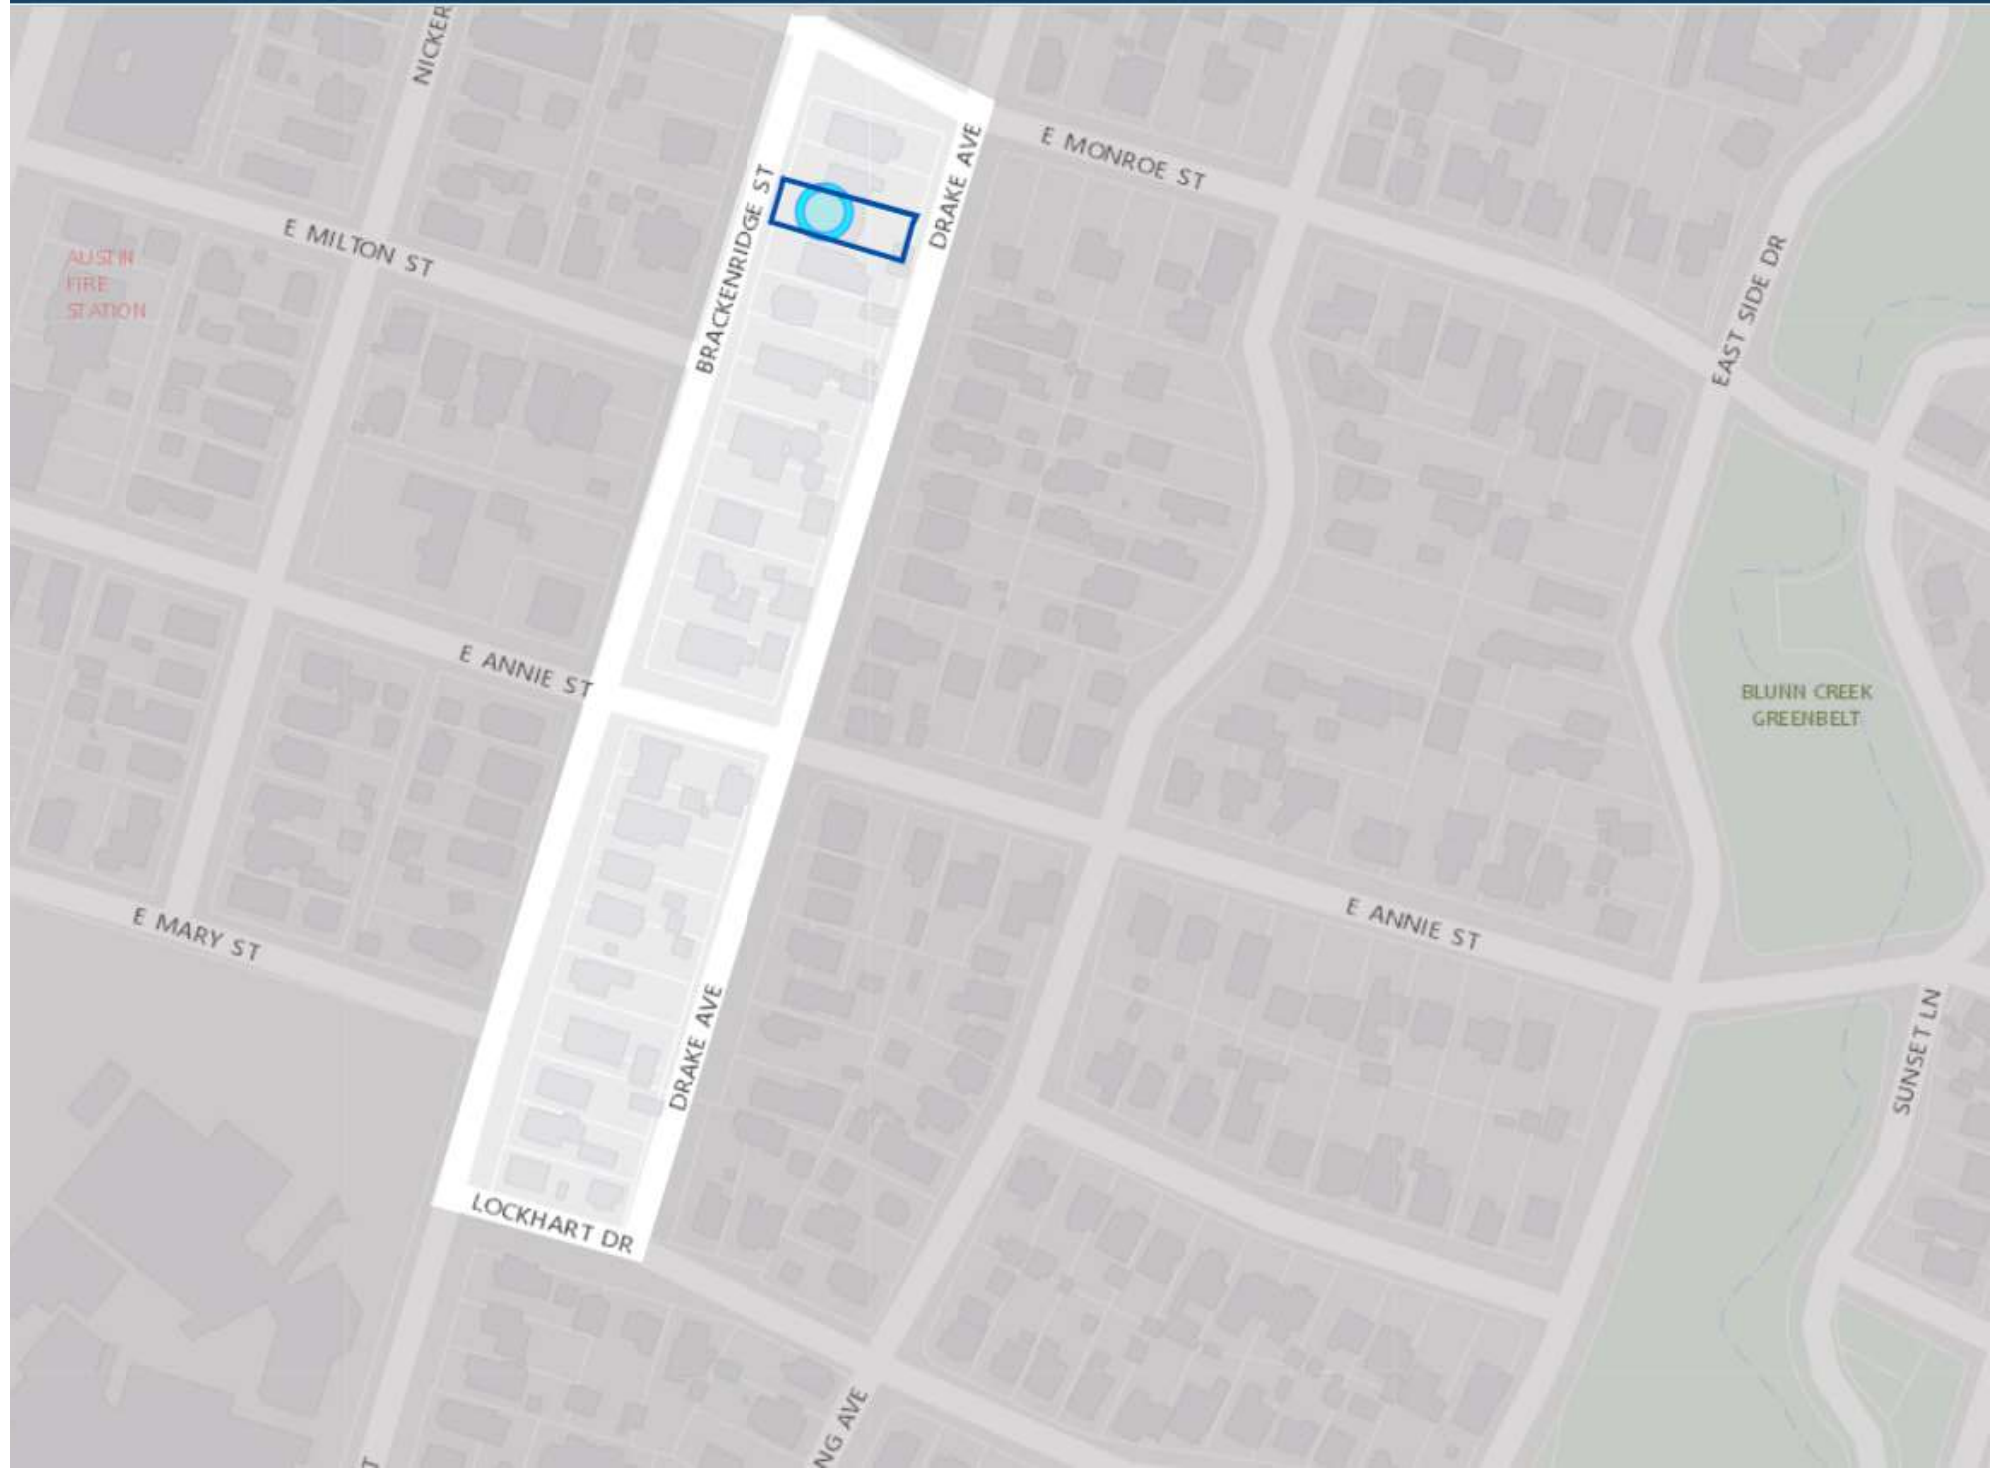 NICKER
E MONROE ST
DRAKE AVE
BRACKENRIDGE ST
E MILTON ST
AUSTIN
FIRE
STATION
EAST SIDE DR
E ANNIE ST
BLUNN CREEK
GREENBELT
E MARY ST
E ANNIE ST
DRAKE AVE
SUNSET LN
LOCKHART DR
NG AVE
T